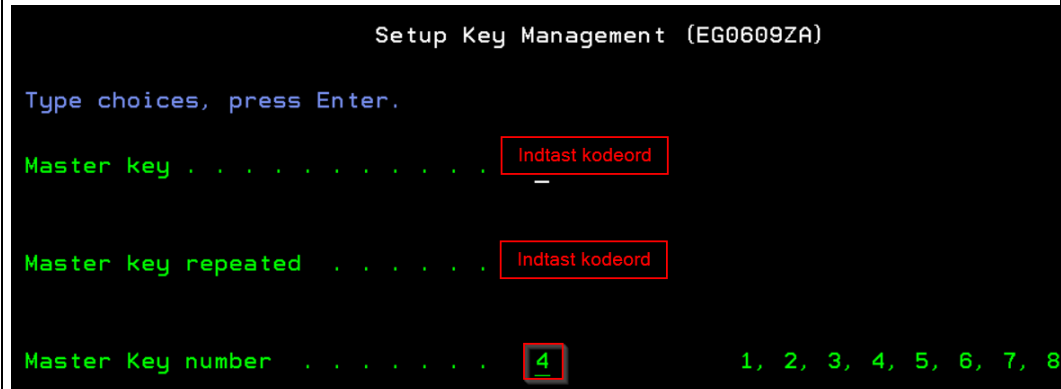 Setup Key Management (EG0609ZA)
Type choices, press Enter.
Master key . . . . . . . . . . . Indtast kodeord
Master key repeated . . . . . . Indtast kodeord
Master Key number . . . . . . . 4 1, 2, 3, 4, 5, 6, 7, 8